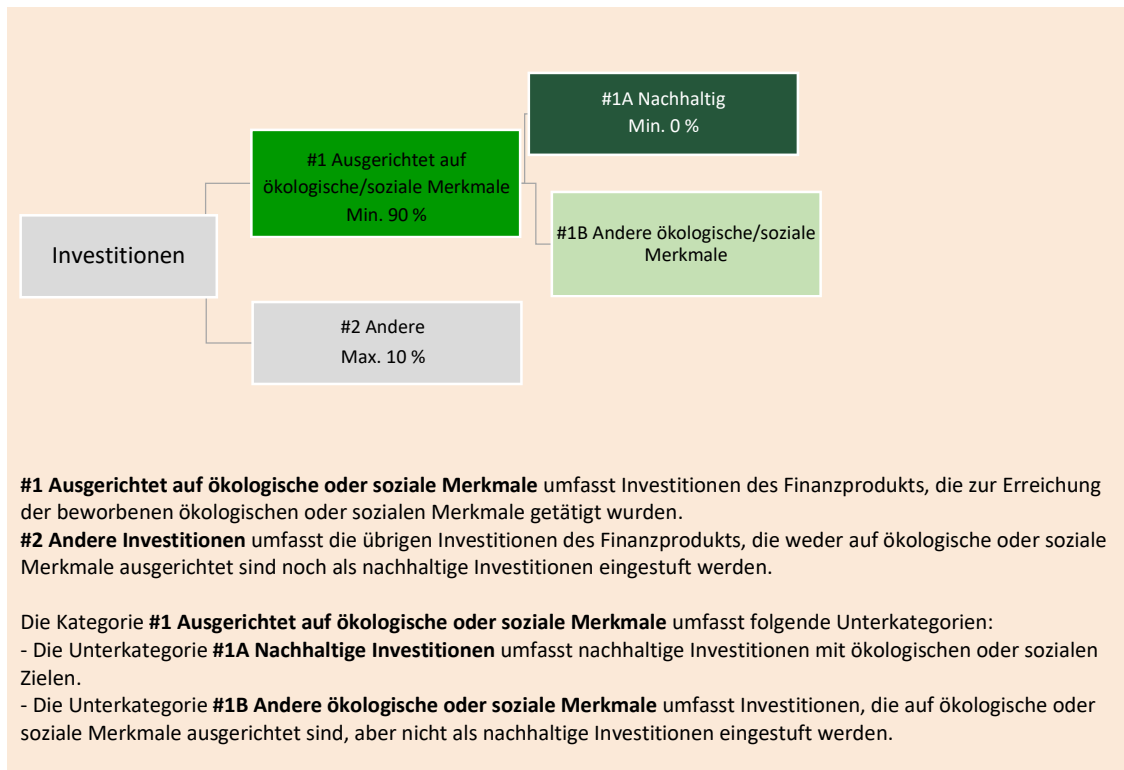 #1A Nachhaltig
Min. 0 %
#1 Ausgerichtet auf
ökologische/soziale Merkmale
Min. 90 %
#1B Andere ökologische/soziale
Merkmale
Investitionen
#2 Andere
Max. 10 %
#1 Ausgerichtet auf ökologische oder soziale Merkmale umfasst Investitionen des Finanzprodukts, die zur Erreichung
der beworbenen ökologischen oder sozialen Merkmale getätigt wurden.
#2 Andere Investitionen umfasst die übrigen Investitionen des Finanzprodukts, die weder auf ökologische oder soziale
Merkmale ausgerichtet sind noch als nachhaltige Investitionen eingestuft werden.
Die Kategorie #1 Ausgerichtet auf ökologische oder soziale Merkmale umfasst folgende Unterkategorien:
- Die Unterkategorie #1A Nachhaltige Investitionen umfasst nachhaltige Investitionen mit ökologischen oder sozialen
Zielen.
- Die Unterkategorie #1B Andere ökologische oder soziale Merkmale umfasst Investitionen, die auf ökologische oder
soziale Merkmale ausgerichtet sind, aber nicht als nachhaltige Investitionen eingestuft werden.